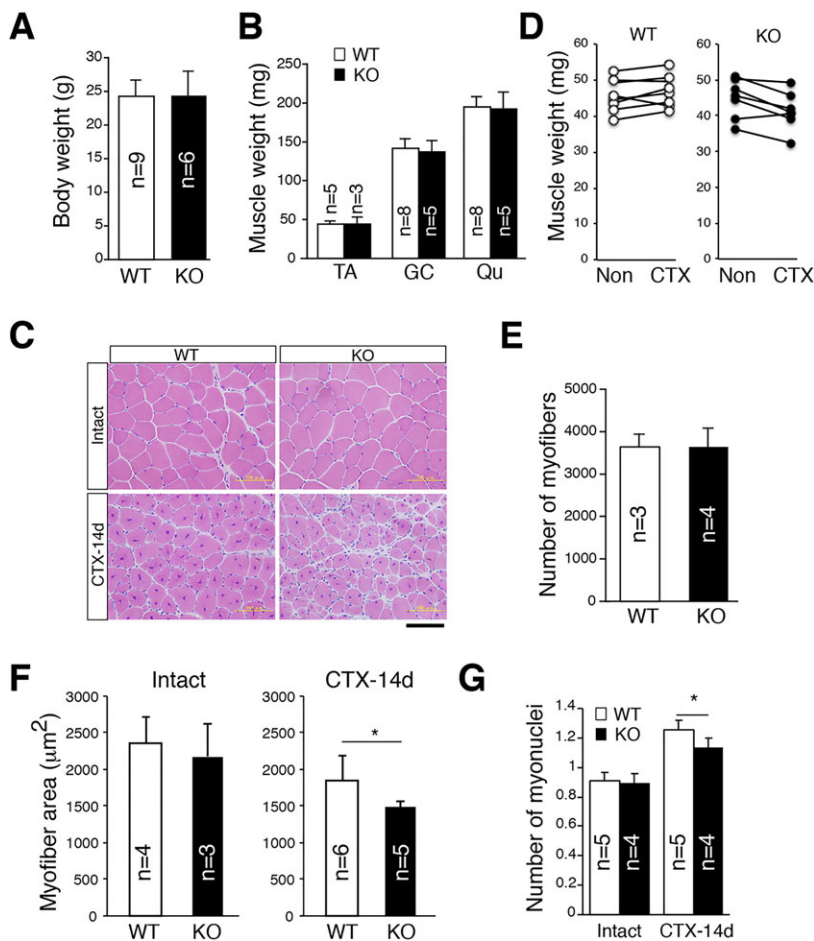 A
Body weight (g)
30
25
20
15
10
5
0
n=9
n=6
WT
KO
B
WT
KO
Muscle weight (mg)
250
200
150
100
50
0
n=5
n=3
n=8
n=5
n=8
n=5
TA
GC
Qu
D
WT
KO
Muscle weight (mg)
60
50
40
30
20
10
0
60
50
40
30
20
10
0
Non
CTX
Non
CTX
C
WT
KO
Intact
CTX-14d
E
Number of myofibers
5000
4000
3000
2000
1000
0
n=3
n=4
WT
KO
F
Intact
CTX-14d
Myofiber area (μm²)
3000
2500
2000
1500
1000
500
0
n=4
n=3
WT
KO
3000
2500
2000
1500
1000
500
0
*
n=6
n=5
WT
KO
G
Number of myonuclei
1.4
1.2
1
0.8
0.6
0.4
0.2
0
WT
KO
*
n=5
n=4
n=5
n=4
Intact
CTX-14d